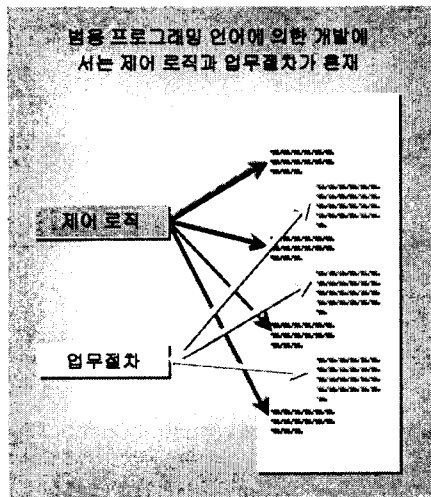 범용 프로그래밍 언어에 의한 개발에
서는 제어 로직과 업무절차가 혼재
제어 로직
업무절차